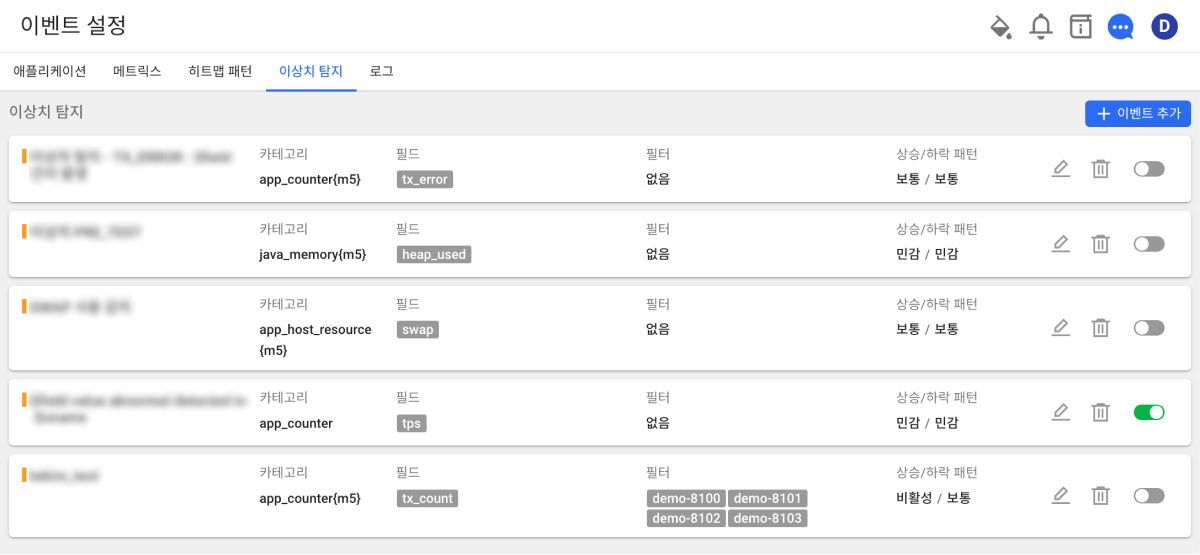 이벤트 설정
D
애플리케이션 메트릭스 히트맵 패턴 이상치 탐지 로그
이상치 탐지
이벤트 추가
카테고리 필드 필터 상승/하락 패턴
app_counter{m5} tx_error 없음 보통 / 보통
카테고리 필드 필터 상승/하락 패턴
java_memory{m5} heap_used 없음 민감 / 민감
카테고리 필드 필터 상승/하락 패턴
app_host_resource swap 없음 보통 / 보통
{m5}
카테고리 필드 필터 상승/하락 패턴
app_counter tps 없음 민감 / 민감
카테고리 필드 필터 상승/하락 패턴
app_counter{m5} tx_count demo-8100 demo-8101 비활성 / 보통
demo-8102 demo-8103